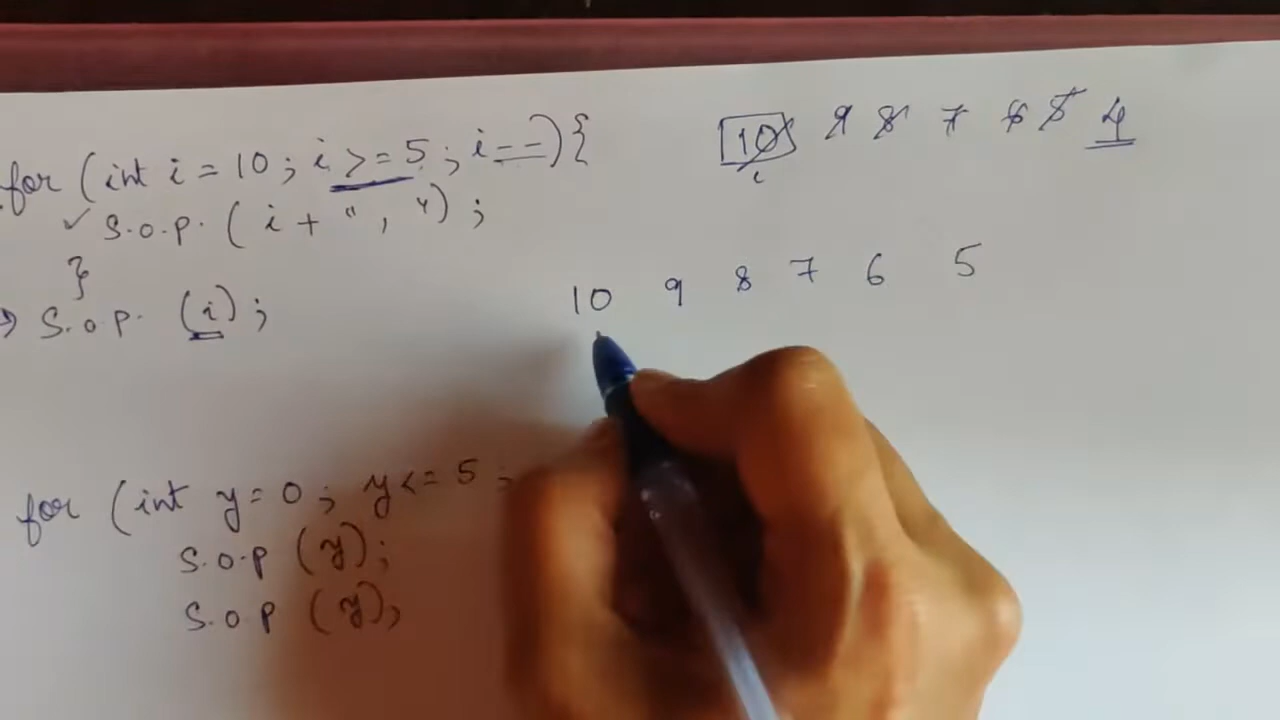 for (int i = 10 ; i >= 5 ; i--){
S.o.p. ( i + " , " ) ;
}
→ S.o.p. (i) ;
10 9 8 7 6 5 4
i
10 9 8 7 6 5
for (int y = 0 ; y <= 5 ;
S.o.p (y);
S.o.p (y);